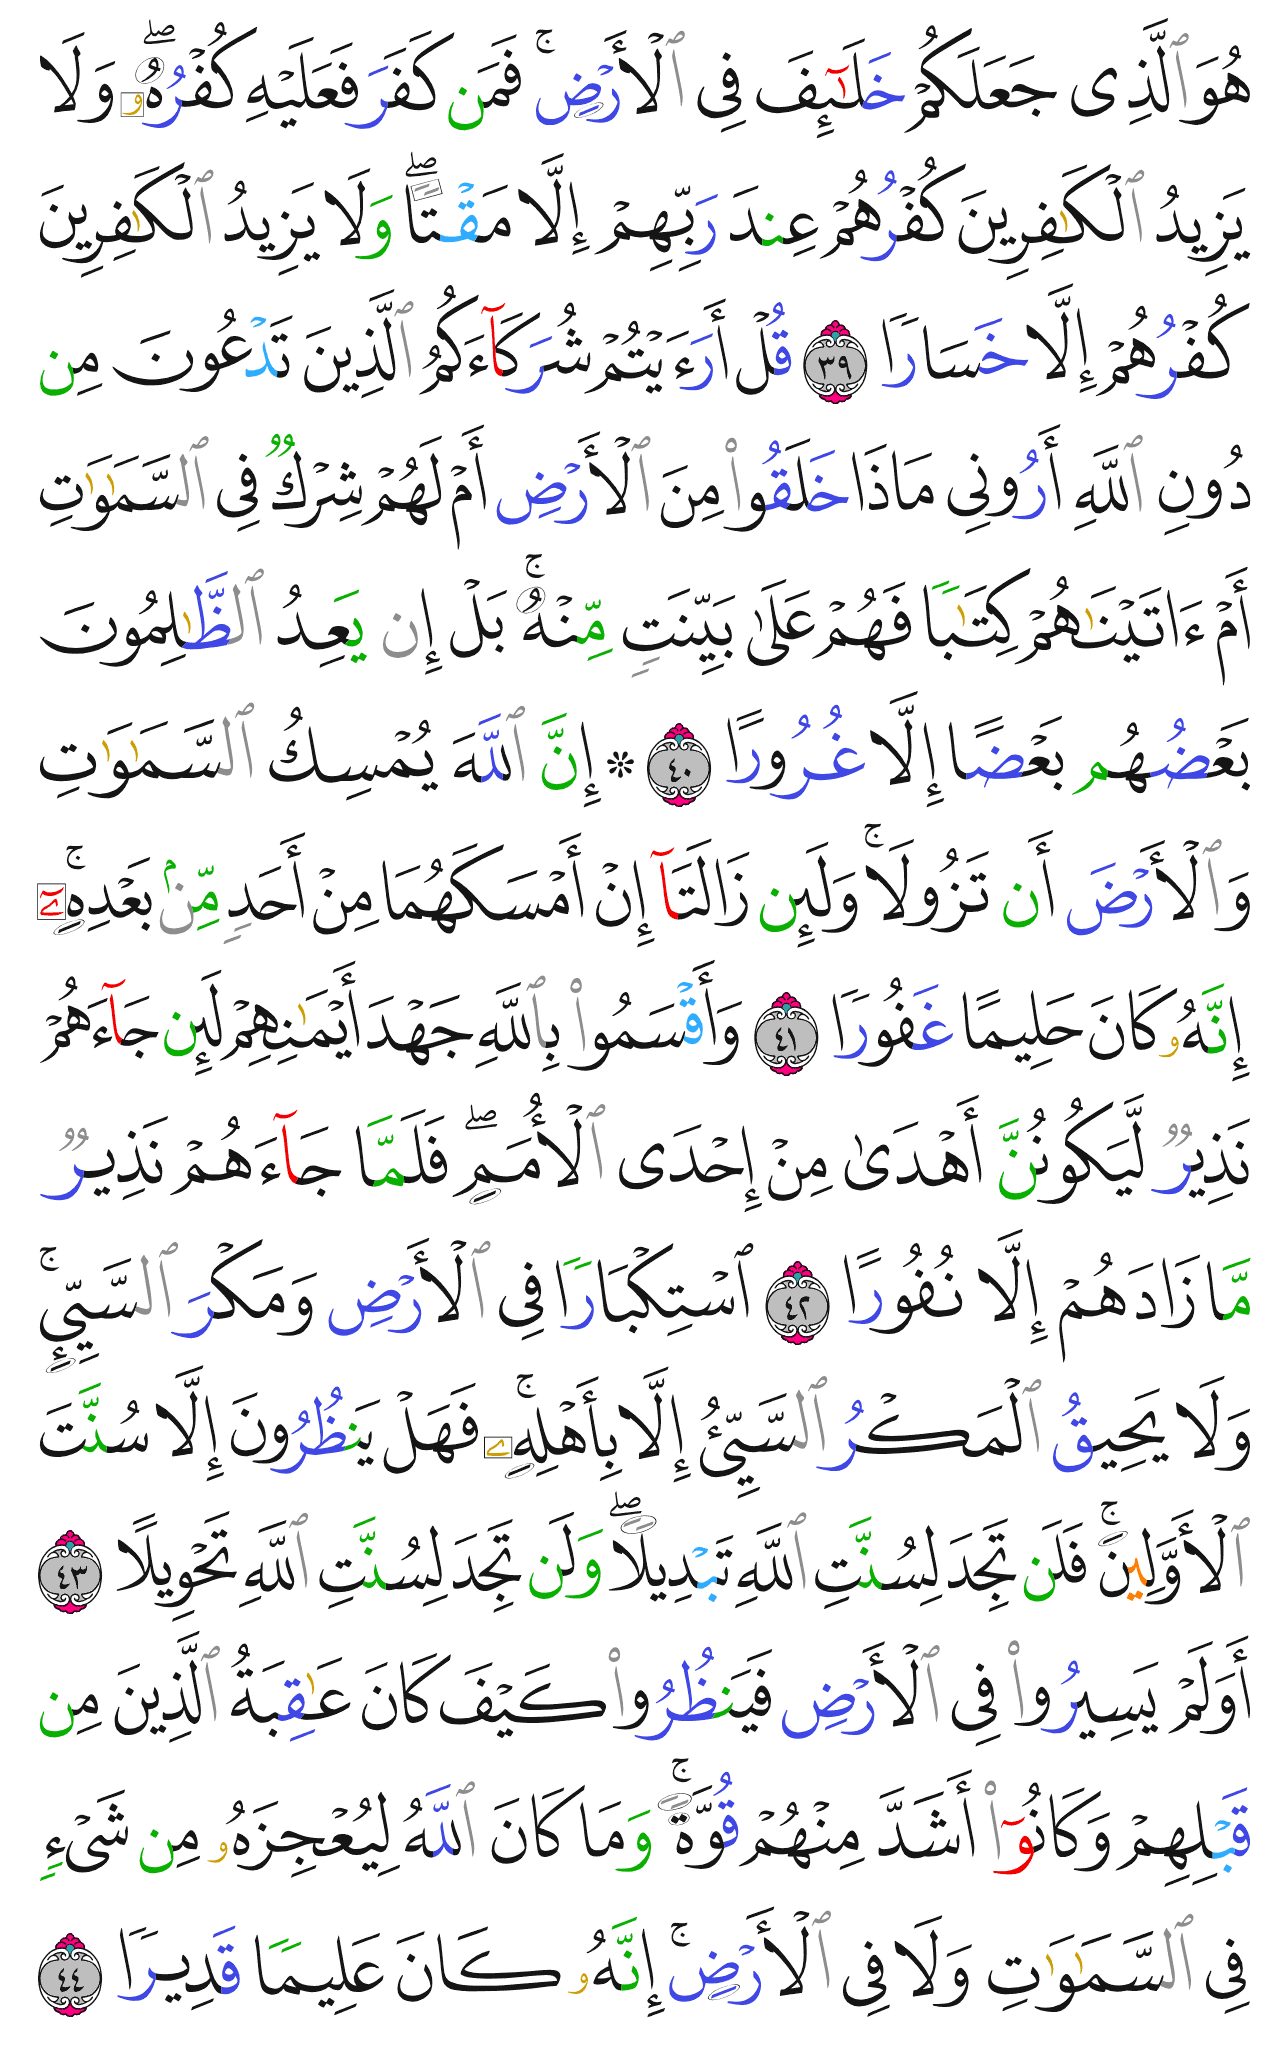 هُوَ ٱلَّذِى جَعَلَكُمْ خَلَـٰٓئِفَ فِى ٱلْأَرْضِ ۚ فَمَن كَفَرَ فَعَلَيْهِ كُفْرُهُۥ ۖ وَلَا
يَزِيدُ ٱلْكَـٰفِرِينَ كُفْرُهُمْ عِندَ رَبِّهِمْ إِلَّا مَقْتًا ۖ وَلَا يَزِيدُ ٱلْكَـٰفِرِينَ
كُفْرُهُمْ إِلَّا خَسَارًا ٣٩ قُلْ أَرَءَيْتُمْ شُرَكَآءَكُمُ ٱلَّذِينَ تَدْعُونَ مِن
دُونِ ٱللَّهِ أَرُونِى مَاذَا خَلَقُوا۟ مِنَ ٱلْأَرْضِ أَمْ لَهُمْ شِرْكٌ فِى ٱلسَّمَـٰوَٰتِ
أَمْ ءَاتَيْنَـٰهُمْ كِتَـٰبًا فَهُمْ عَلَىٰ بَيِّنَتٍ مِّنْهُ ۚ بَلْ إِن يَعِدُ ٱلظَّـٰلِمُونَ
بَعْضُهُم بَعْضًا إِلَّا غُرُورًا ٤٠ ۞ إِنَّ ٱللَّهَ يُمْسِكُ ٱلسَّمَـٰوَٰتِ
وَٱلْأَرْضَ أَن تَزُولَا ۚ وَلَئِن زَالَتَآ إِنْ أَمْسَكَهُمَا مِنْ أَحَدٍ مِّنۢ بَعْدِهِۦٓ ۚ
إِنَّهُۥ كَانَ حَلِيمًا غَفُورًا ٤١ وَأَقْسَمُوا۟ بِٱللَّهِ جَهْدَ أَيْمَـٰنِهِمْ لَئِن جَآءَهُمْ
نَذِيرٌ لَّيَكُونُنَّ أَهْدَىٰ مِنْ إِحْدَى ٱلْأُمَمِ ۖ فَلَمَّا جَآءَهُمْ نَذِيرٌ
مَّا زَادَهُمْ إِلَّا نُفُورًا ٤٢ ٱسْتِكْبَارًا فِى ٱلْأَرْضِ وَمَكْرَ ٱلسَّيِّئِ ۚ
وَلَا يَحِيقُ ٱلْمَكْرُ ٱلسَّيِّئُ إِلَّا بِأَهْلِهِۦ ۚ فَهَلْ يَنظُرُونَ إِلَّا سُنَّتَ
ٱلْأَوَّلِينَ ۚ فَلَن تَجِدَ لِسُنَّتِ ٱللَّهِ تَبْدِيلًا ۖ وَلَن تَجِدَ لِسُنَّتِ ٱللَّهِ تَحْوِيلًا ٤٣
أَوَلَمْ يَسِيرُوا۟ فِى ٱلْأَرْضِ فَيَنظُرُوا۟ كَيْفَ كَانَ عَـٰقِبَةُ ٱلَّذِينَ مِن
قَبْلِهِمْ وَكَانُوٓا۟ أَشَدَّ مِنْهُمْ قُوَّةً ۚ وَمَا كَانَ ٱللَّهُ لِيُعْجِزَهُۥ مِن شَىْءٍ
فِى ٱلسَّمَـٰوَٰتِ وَلَا فِى ٱلْأَرْضِ ۚ إِنَّهُۥ كَانَ عَلِيمًا قَدِيرًا ٤٤